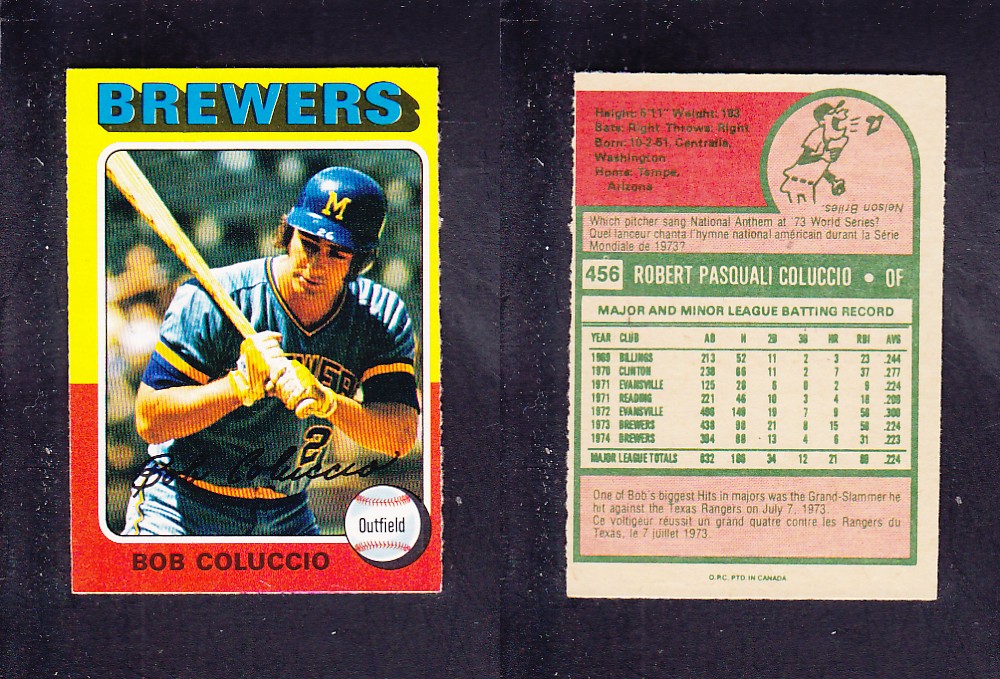 BREWERS
M
26
2
Bob Coluccio
Outfield
BOB COLUCCIO
Height: 5'11" Weight: 183
Bats: Right Throws: Right
Born: 10-2-51, Centralia,
Washington
Home: Tempe,
Arizona
Nelson Briles
Which pitcher sang National Anthem at '73 World Series?
Quel lanceur chanta l'hymne national américain durant la Série
Mondiale de 1973?
456 ROBERT PASQUALI COLUCCIO • OF
MAJOR AND MINOR LEAGUE BATTING RECORD
YEAR CLUB AB H 2B 3B HR RBI AVG
1969 BILLINGS 213 52 11 2 3 23 .244
1970 CLINTON 238 66 11 2 7 37 .277
1971 EVANSVILLE 125 28 6 0 2 9 .224
1971 READING 221 46 10 3 4 18 .208
1972 EVANSVILLE 496 149 19 7 9 58 .300
1973 BREWERS 438 98 21 8 15 58 .224
1974 BREWERS 394 88 13 4 6 31 .223
MAJOR LEAGUE TOTALS 832 186 34 12 21 89 .224
One of Bob's biggest Hits in majors was the Grand-Slammer he
hit against the Texas Rangers on July 7, 1973.
Ce voltigeur réussit un grand quatre contre les Rangers du
Texas, le 7 juillet 1973.
O.P.C. PTD IN CANADA